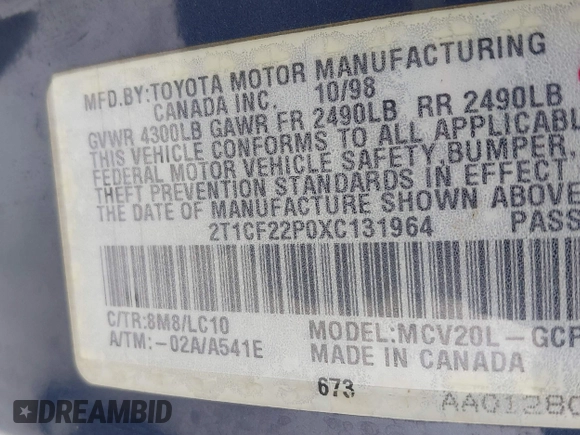 MFD.BY:TOYOTA MOTOR MANUFACTURING
CANADA INC. 10/98
GVWR 4300LB GAWR FR 2490LB RR 2490LB
THIS VEHICLE CONFORMS TO ALL APPLICABL
FEDERAL MOTOR VEHICLE SAFETY,BUMPER,
THEFT PREVENTION STANDARDS IN EFFECT
THE DATE OF MANUFACTURE SHOWN ABOVE
2T1CF22P0XC131964 PASS
C/TR:8M8/LC10 MODEL:MCV20L-GCP
A/TM:-02A/A541E MADE IN CANADA
673 AA0128
AUTOBIDMASTER